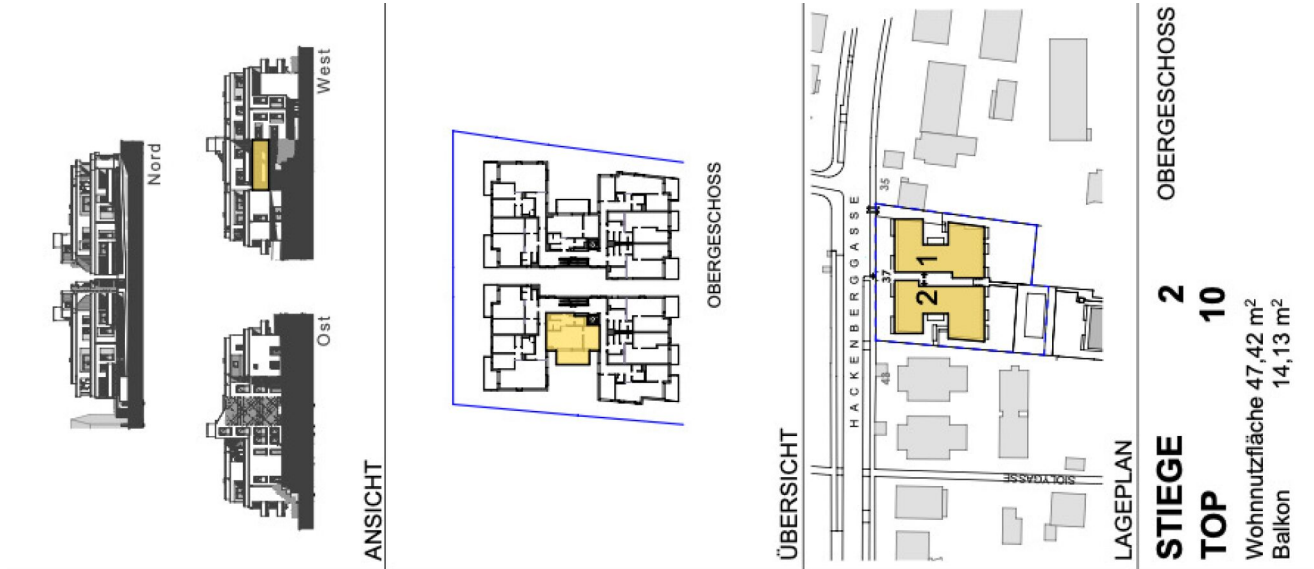 Nord
West
Ost
ANSICHT
OBERGESCHOSS
ÜBERSICHT
HACKENBERGGASSE
35
37
1
2
43
SIOLYGASSE
LAGEPLAN
STIEGE 2 OBERGESCHOSS
TOP 10
Wohnnutzfläche 47,42 m²
Balkon 14,13 m²